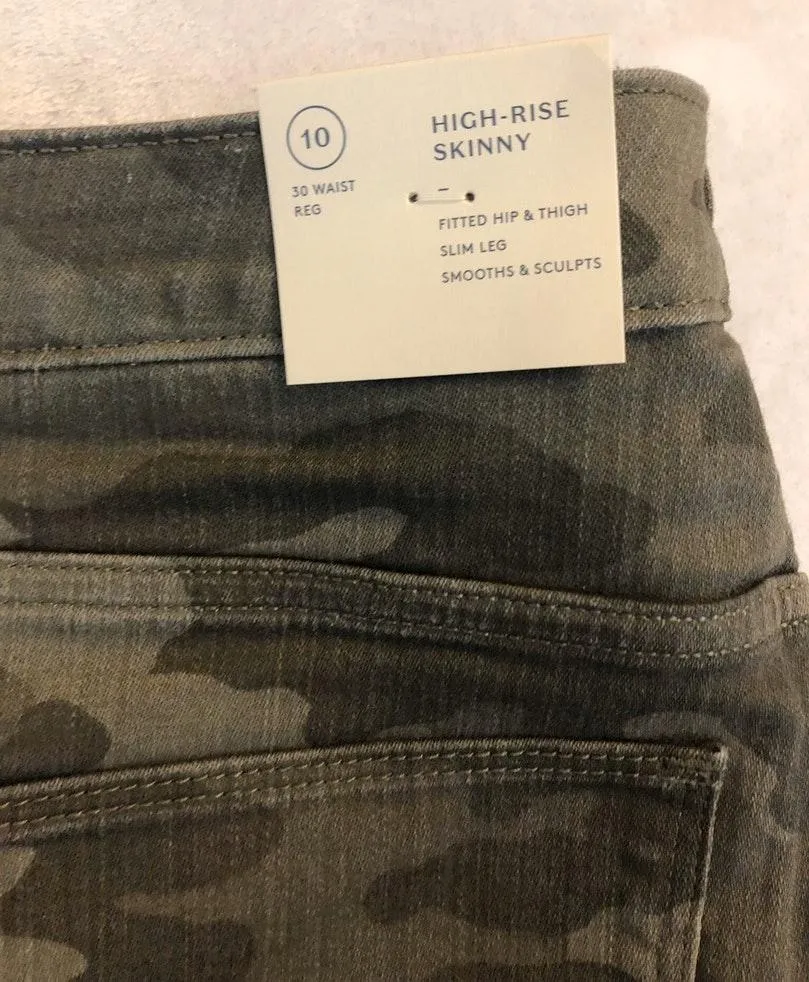 10
30 WAIST
REG
HIGH-RISE
SKINNY
–
FITTED HIP & THIGH
SLIM LEG
SMOOTHS & SCULPTS